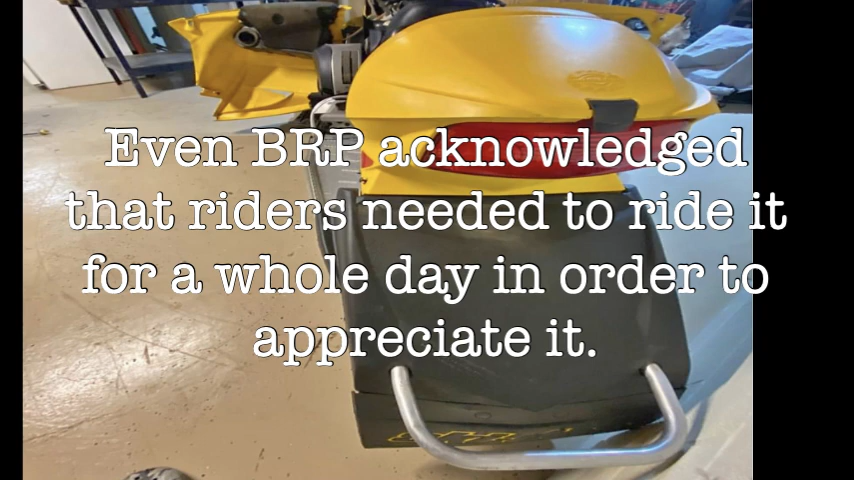 Even BRP acknowledged
that riders needed to ride it
for a whole day in order to
appreciate it.